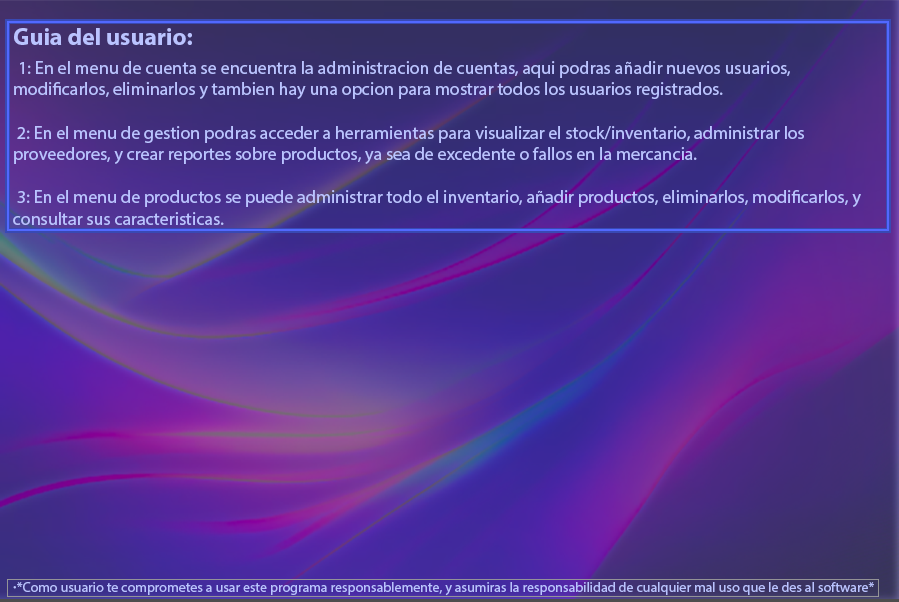 Guia del usuario:
1: En el menu de cuenta se encuentra la administracion de cuentas, aqui podras añadir nuevos usuarios,
modificarlos, eliminarlos y tambien hay una opcion para mostrar todos los usuarios registrados.
2: En el menu de gestion podras acceder a herramientas para visualizar el stock/inventario, administrar los
proveedores, y crear reportes sobre productos, ya sea de excedente o fallos en la mercancia.
3: En el menu de productos se puede administrar todo el inventario, añadir productos, eliminarlos, modificarlos, y
consultar sus caracteristicas.
·*Como usuario te comprometes a usar este programa responsablemente, y asumiras la responsabilidad de cualquier mal uso que le des al software*